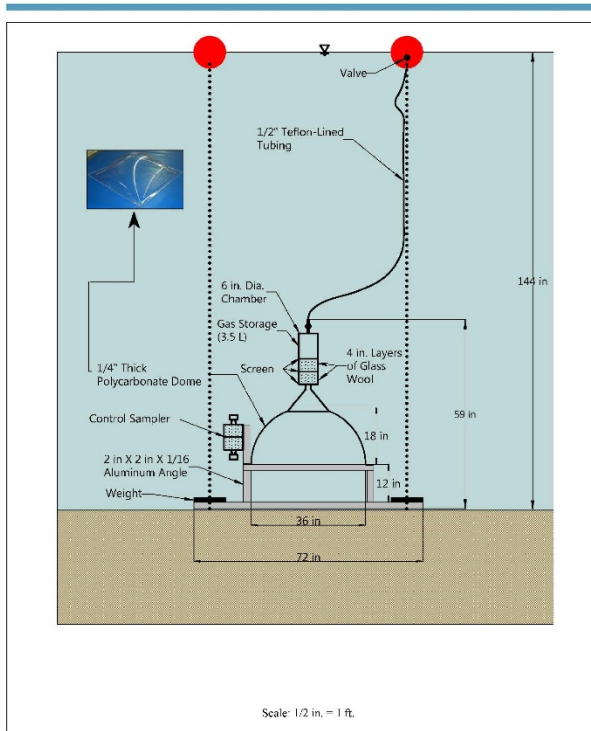 Valve
1/2" Teflon-Lined
Tubing
144 in
6 in. Dia.
Chamber
Gas Storage
(3.5 L)
4 in. Layers
of Glass
Wool
Screen
1/4" Thick
Polycarbonate Dome
59 in
Control Sampler
18 in
2 in X 2 in X 1/16
Aluminum Angle
12 in
Weight
36 in
72 in
Scale: 1/2 in. = 1 ft.